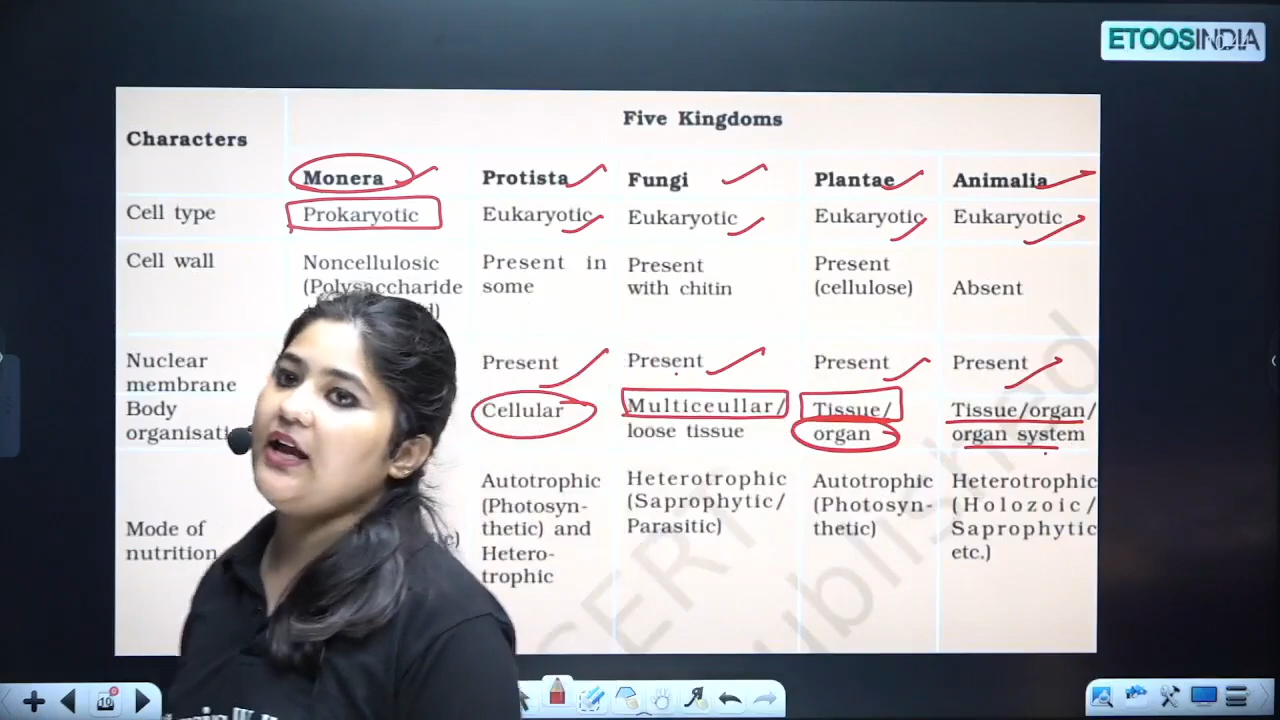 ETOOSINDIA
Five Kingdoms
Characters
Monera
Protista
Fungi
Plantae
Animalia
Cell type
Prokaryotic
Eukaryotic
Eukaryotic
Eukaryotic
Eukaryotic
Cell wall
Noncellulosic
(Polysaccharide
Present in
some
Present
with chitin
Present
(cellulose)
Absent
Nuclear
membrane
Present
Present
Present
Present
Body
Cellular
Multiceullar/
loose tissue
Tissue/
organ
Tissue/organ/
organ system
Mode of
nutrition
Autotrophic
(Photosyn-
thetic) and
Hetero-
trophic
Heterotrophic
(Saprophytic/
Parasitic)
Autotrophic
(Photosyn-
thetic)
Heterotrophic
(Holozoic/
Saprophytic
etc.)
10